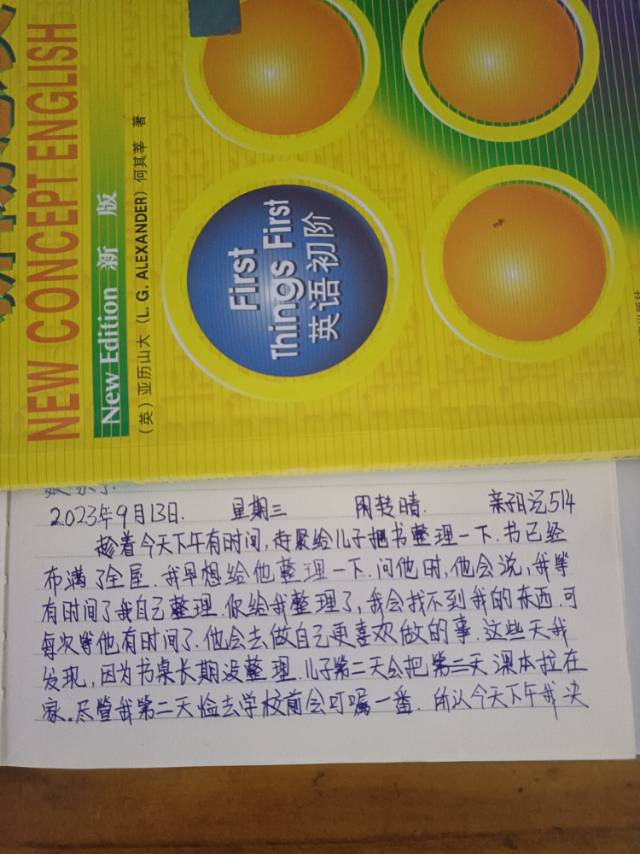 NEW CONCEPT ENGLISH
New Edition 新版
（英）亚历山大（L. G. ALEXANDER）何其莘 著
First
Things First
英语初阶
2023年9月13日. 星期三 阴转晴. 亲子日记514
趁着今天下午有时间,赶紧给儿子把书整理一下.书已经
布满了全屋.我早想给他整理一下.问他时,他会说,我等
有时间了我自己整理.你给我整理了,我会找不到我的东西.可
每次等他有时间了.他会去做自己更喜欢做的事.这些天我
发现,因为书桌长期没整理.儿子第二天会把第二天课本拉在
家.尽管我第二天临去学校前会叮嘱一番.所以今天下午我决